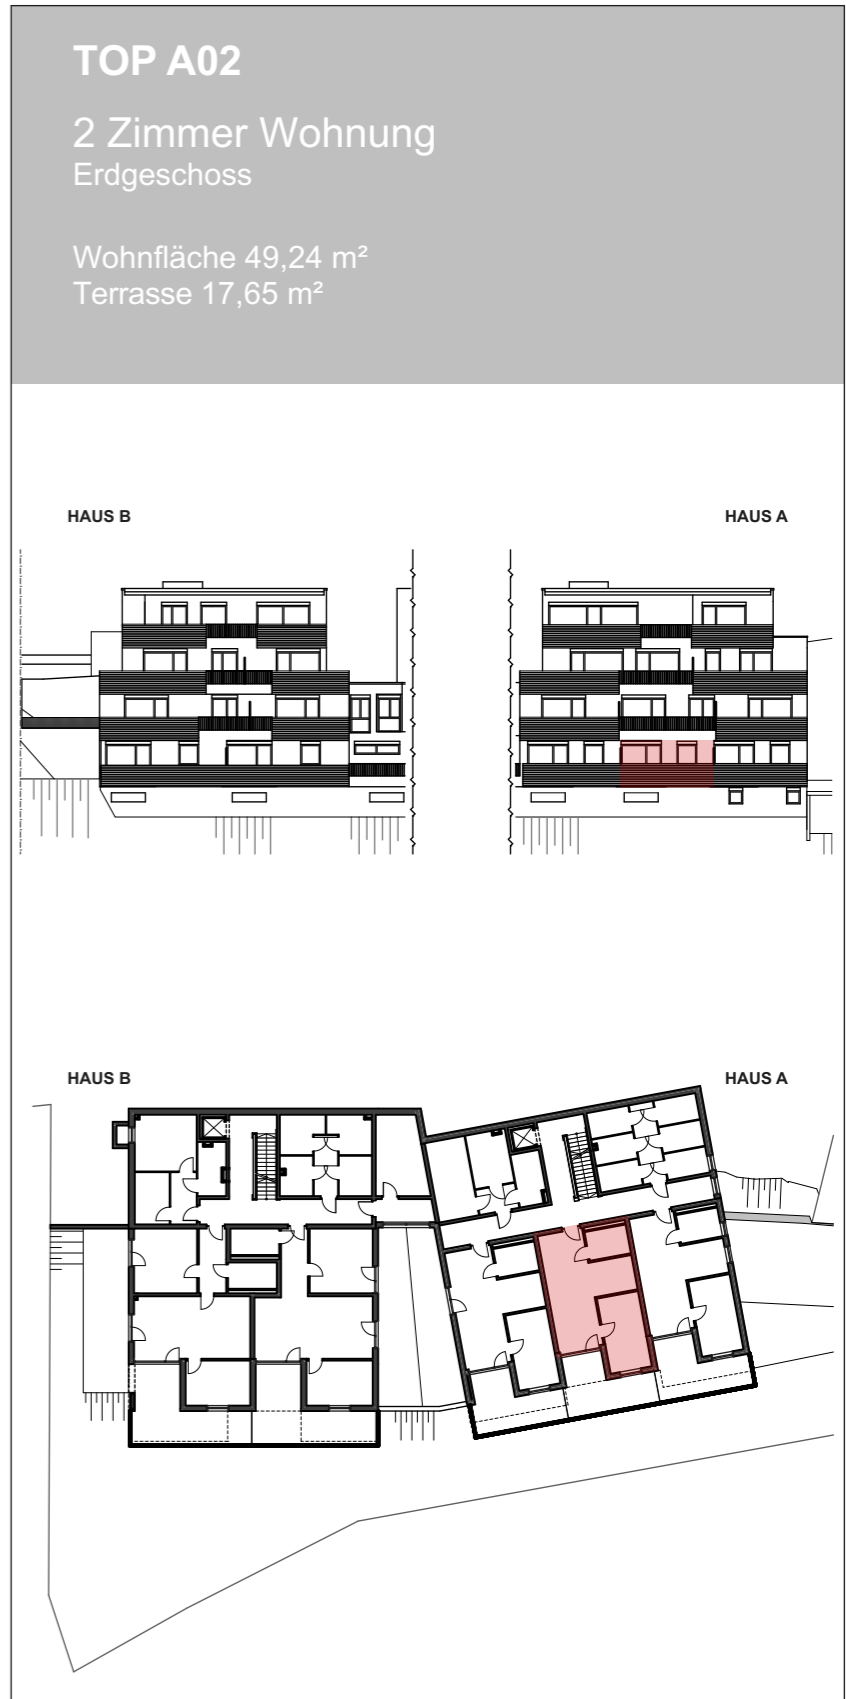 TOP A02
2 Zimmer Wohnung
Erdgeschoss
Wohnfläche 49,24 m²
Terrasse 17,65 m²
HAUS B
HAUS A
HAUS B
HAUS A